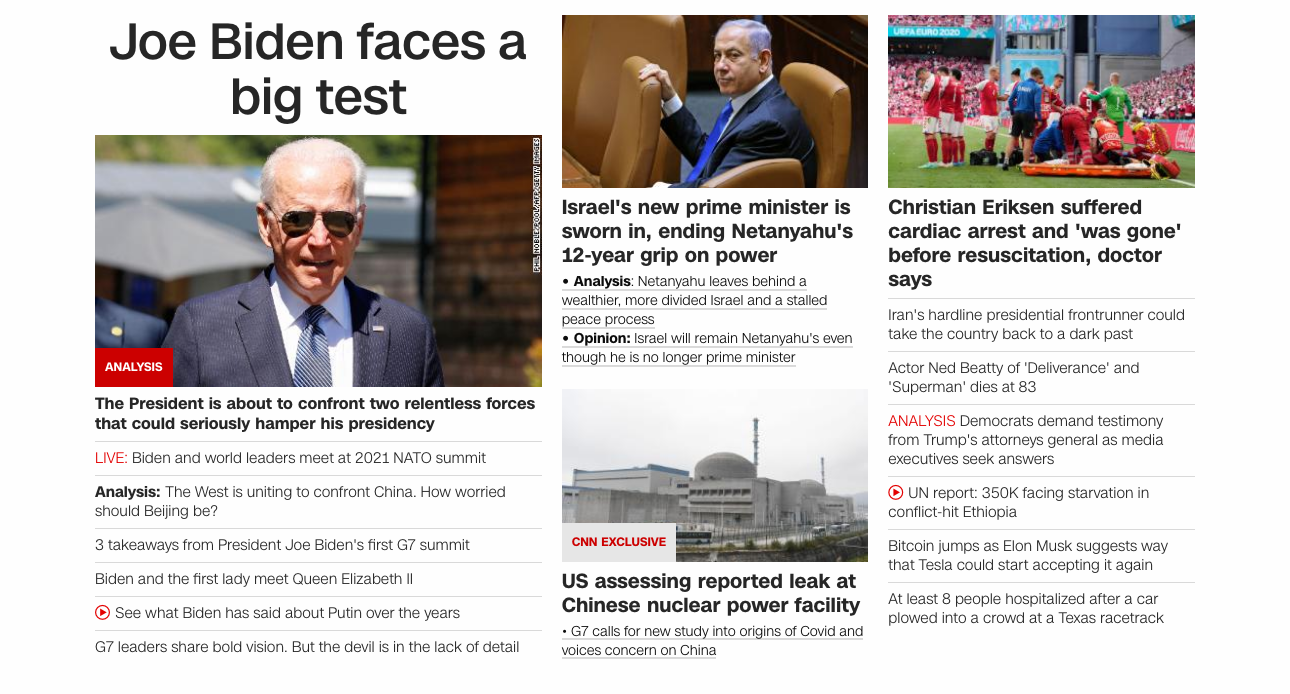 Joe Biden faces a
big test
PHIL NOBLE/POOL/AFP/GETTY IMAGES
ANALYSIS
The President is about to confront two relentless forces
that could seriously hamper his presidency
LIVE: Biden and world leaders meet at 2021 NATO summit
Analysis: The West is uniting to confront China. How worried
should Beijing be?
3 takeaways from President Joe Biden's first G7 summit
Biden and the first lady meet Queen Elizabeth II
See what Biden has said about Putin over the years
G7 leaders share bold vision. But the devil is in the lack of detail
Israel's new prime minister is
sworn in, ending Netanyahu's
12-year grip on power
• Analysis: Netanyahu leaves behind a
wealthier, more divided Israel and a stalled
peace process
• Opinion: Israel will remain Netanyahu's even
though he is no longer prime minister
CNN EXCLUSIVE
US assessing reported leak at
Chinese nuclear power facility
• G7 calls for new study into origins of Covid and
voices concern on China
UEFA EURO 2020
Christian Eriksen suffered
cardiac arrest and 'was gone'
before resuscitation, doctor
says
Iran's hardline presidential frontrunner could
take the country back to a dark past
Actor Ned Beatty of 'Deliverance' and
'Superman' dies at 83
ANALYSIS Democrats demand testimony
from Trump's attorneys general as media
executives seek answers
UN report: 350K facing starvation in
conflict-hit Ethiopia
Bitcoin jumps as Elon Musk suggests way
that Tesla could start accepting it again
At least 8 people hospitalized after a car
plowed into a crowd at a Texas racetrack